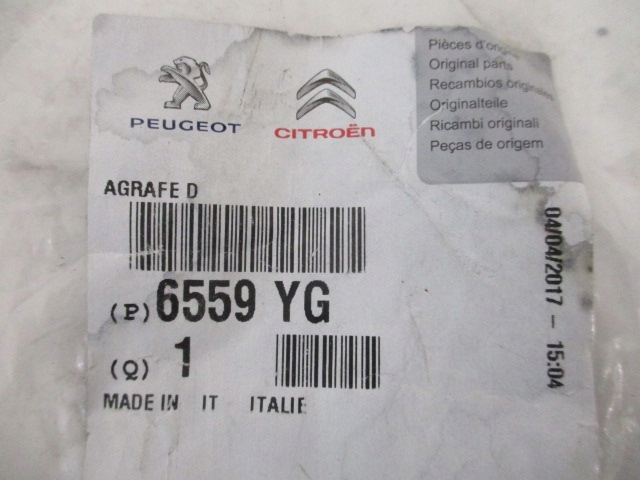 PEUGEOT
CITROËN
Pièces d'origine
Original parts
Recambios originales
Originalteile
Ricambi originali
Peças de origem
AGRAFE D
(P) 6559 YG
(Q) 1
MADE IN IT ITALIE
04/04/2017 - 15:04